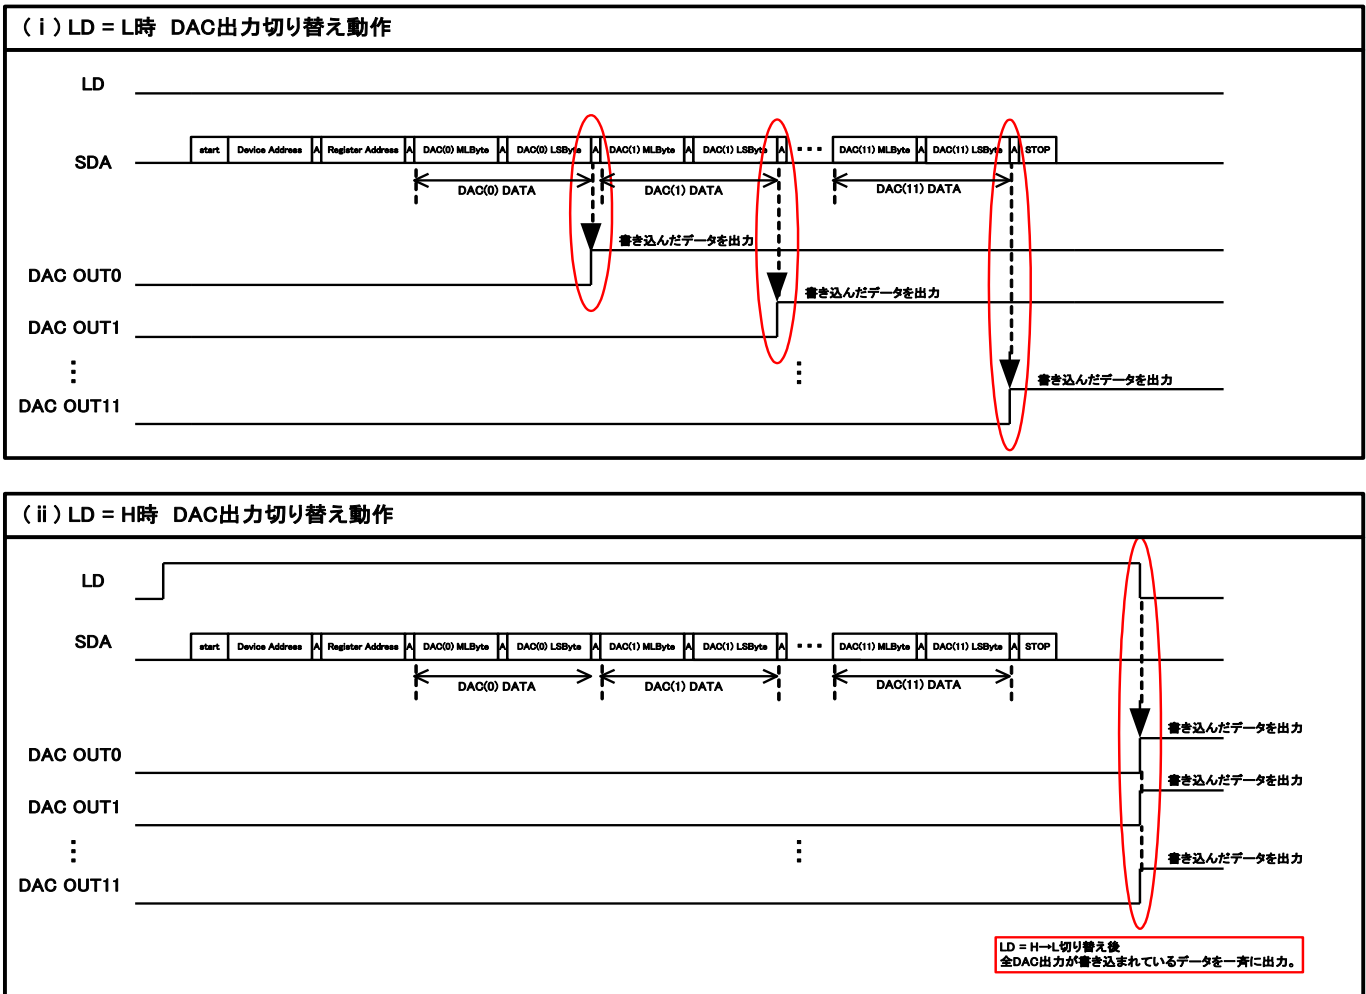 (ⅰ) LD = L時 DAC出力切り替え動作
LD
SDA
start Device Address A Register Address A DAC(0) MLByte A DAC(0) LSByte A DAC(1) MLByte A DAC(1) LSByte A ・・・ DAC(11) MLByte A DAC(11) LSByte A STOP
DAC(0) DATA DAC(1) DATA DAC(11) DATA
書き込んだデータを出力
DAC OUT0
書き込んだデータを出力
DAC OUT1
書き込んだデータを出力
DAC OUT11
(ⅱ) LD = H時 DAC出力切り替え動作
LD
SDA
start Device Address A Register Address A DAC(0) MLByte A DAC(0) LSByte A DAC(1) MLByte A DAC(1) LSByte A ・・・ DAC(11) MLByte A DAC(11) LSByte A STOP
DAC(0) DATA DAC(1) DATA DAC(11) DATA
書き込んだデータを出力
DAC OUT0
書き込んだデータを出力
DAC OUT1
書き込んだデータを出力
DAC OUT11
LD = H→L切り替え後
全DAC出力が書き込まれているデータを一斉に出力。